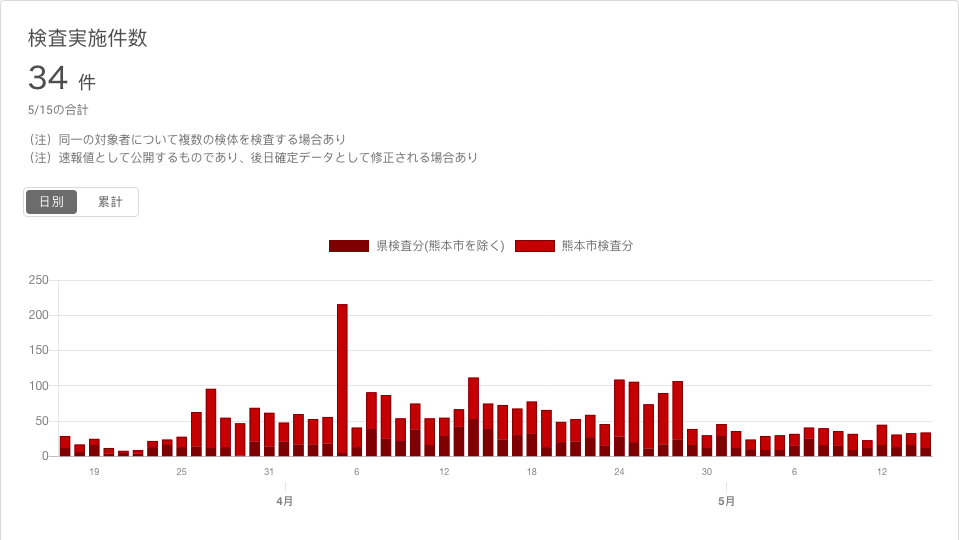 検査実施件数
34 件
5/15の合計
（注）同一の対象者について複数の検体を検査する場合あり
（注）速報値として公開するものであり、後日確定データとして修正される場合あり
日別 累計
県検査分(熊本市を除く) 熊本市検査分
250
200
150
100
50
0
19 25 31 6 12 18 24 30 6 12
4月 5月